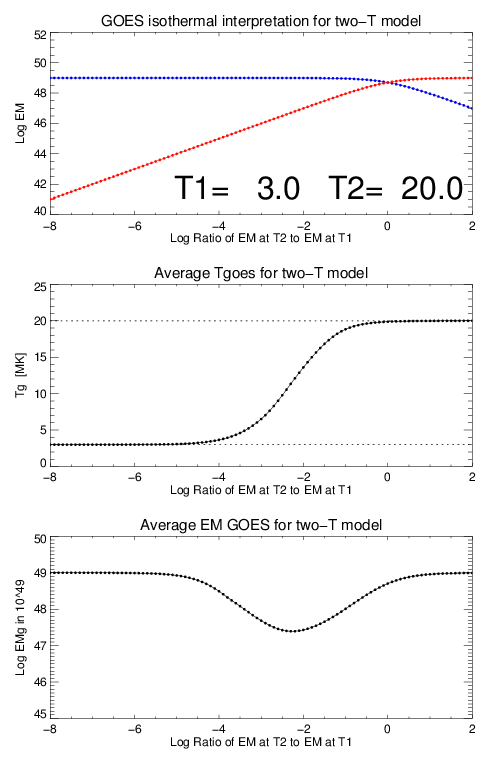 GOES isothermal interpretation for two−T model
52
50
48
46
44
42
40
Log EM
T1= 3.0 T2= 20.0
−8 −6 −4 −2 0 2
Log Ratio of EM at T2 to EM at T1
Average Tgoes for two−T model
25
20
15
10
5
0
Tg [MK]
−8 −6 −4 −2 0 2
Log Ratio of EM at T2 to EM at T1
Average EM GOES for two−T model
50
49
48
47
46
45
Log EMg in 10^49
−8 −6 −4 −2 0 2
Log Ratio of EM at T2 to EM at T1